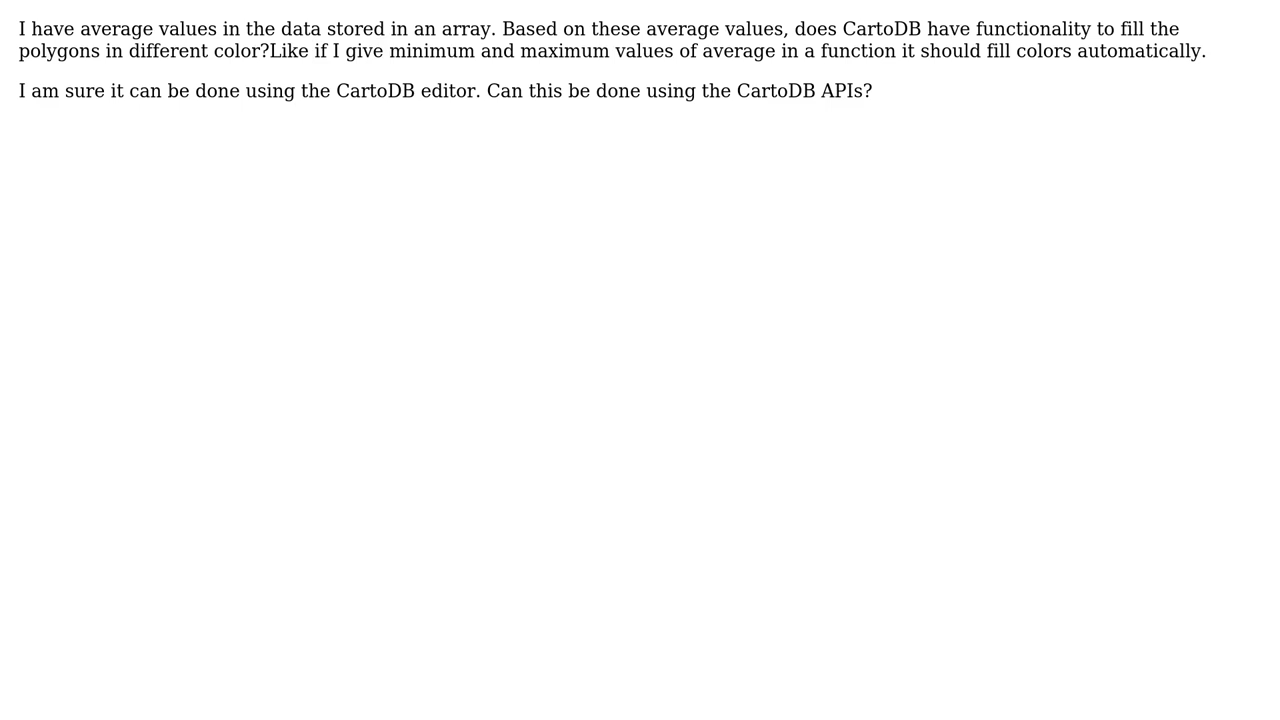 I have average values in the data stored in an array. Based on these average values, does CartoDB have functionality to fill the
polygons in different color?Like if I give minimum and maximum values of average in a function it should fill colors automatically.
I am sure it can be done using the CartoDB editor. Can this be done using the CartoDB APIs?